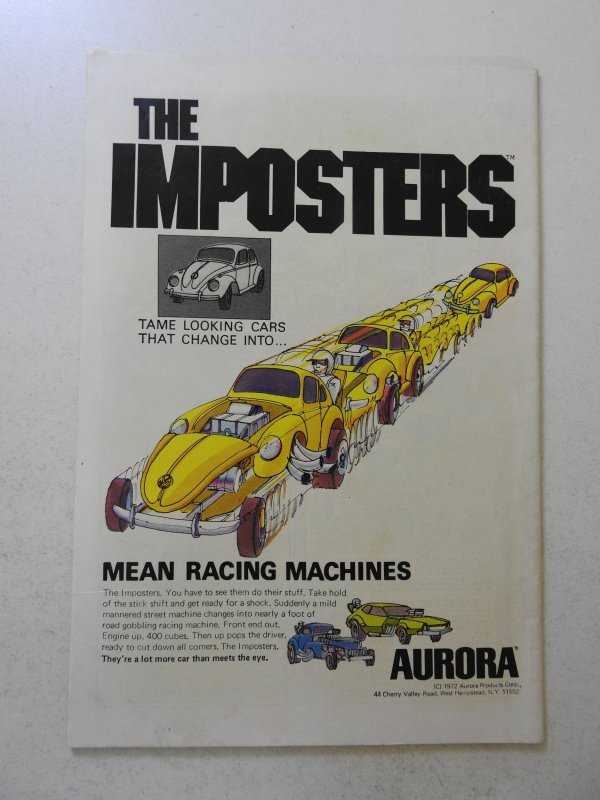 THE
IMPOSTERS™
TAME LOOKING CARS
THAT CHANGE INTO...
MEAN RACING MACHINES
The Imposters. You have to see them do their stuff. Take hold
of the stick shift and get ready for a shock. Suddenly a mild
mannered street machine changes into nearly a foot of
road gobbling racing machine. Front end out,
Engine up, 400 cubes. Then up pops the driver,
ready to cut down all comers. The Imposters,
They're a lot more car than meets the eye.
AURORA®
(C) 1972 Aurora Products Corp.,
44 Cherry Valley Road, West Hempstead, N.Y. 11552